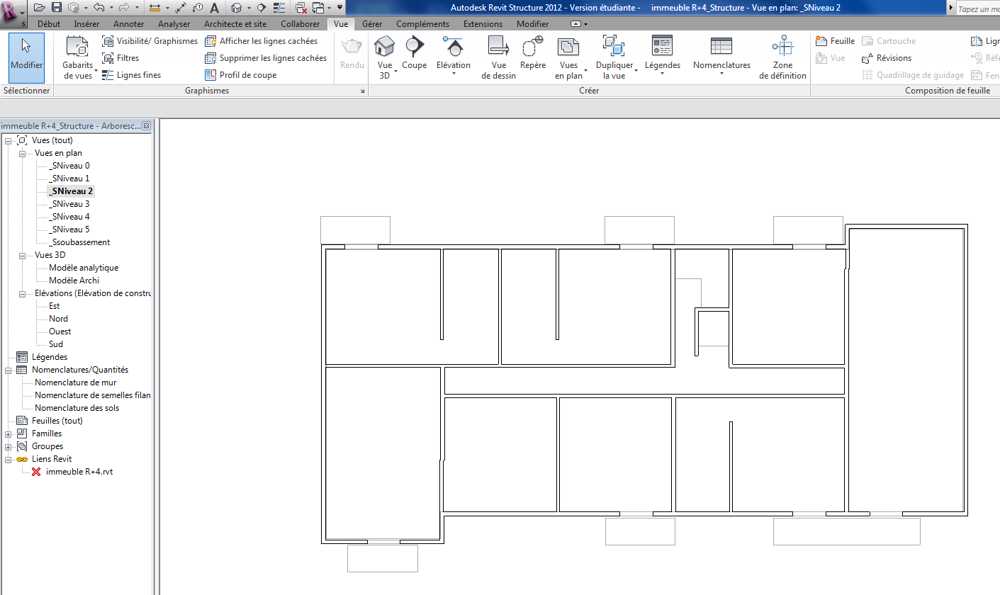 Autodesk Revit Structure 2012 - Version étudiante - immeuble R+4_Structure - Vue en plan: _SNiveau 2
Tapez un mo
S
Début Insérer Annoter Analyser Architecte et site Collaborer Vue Gérer Compléments Extensions Modifier
Modifier
Sélectionner
Gabarits
de vues
Visibilité/ Graphismes
Filtres
Lignes fines
Afficher les lignes cachées
Supprimer les lignes cachées
Profil de coupe
Rendu
Graphismes
Vue
3D
Coupe
Elévation
Vue
de dessin
Repère
Vues
en plan
Dupliquer
la vue
Légendes
Nomenclatures
Zone
de définition
Créer
Feuille
Vue
Cartouche
Révisions
Quadrillage de guidage
Lign
Réfé
Fen
Composition de feuille
immeuble R+4_Structure - Arboresc...
Vues (tout)
Vues en plan
_SNiveau 0
_SNiveau 1
_SNiveau 2
_SNiveau 3
_SNiveau 4
_SNiveau 5
_Ssoubassement
Vues 3D
Modèle analytique
Modèle Archi
Elévations (Elévation de constru
Est
Nord
Ouest
Sud
Légendes
Nomenclatures/Quantités
Nomenclature de mur
Nomenclature de semelles filan
Nomenclature des sols
Feuilles (tout)
Familles
Groupes
Liens Revit
immeuble R+4.rvt